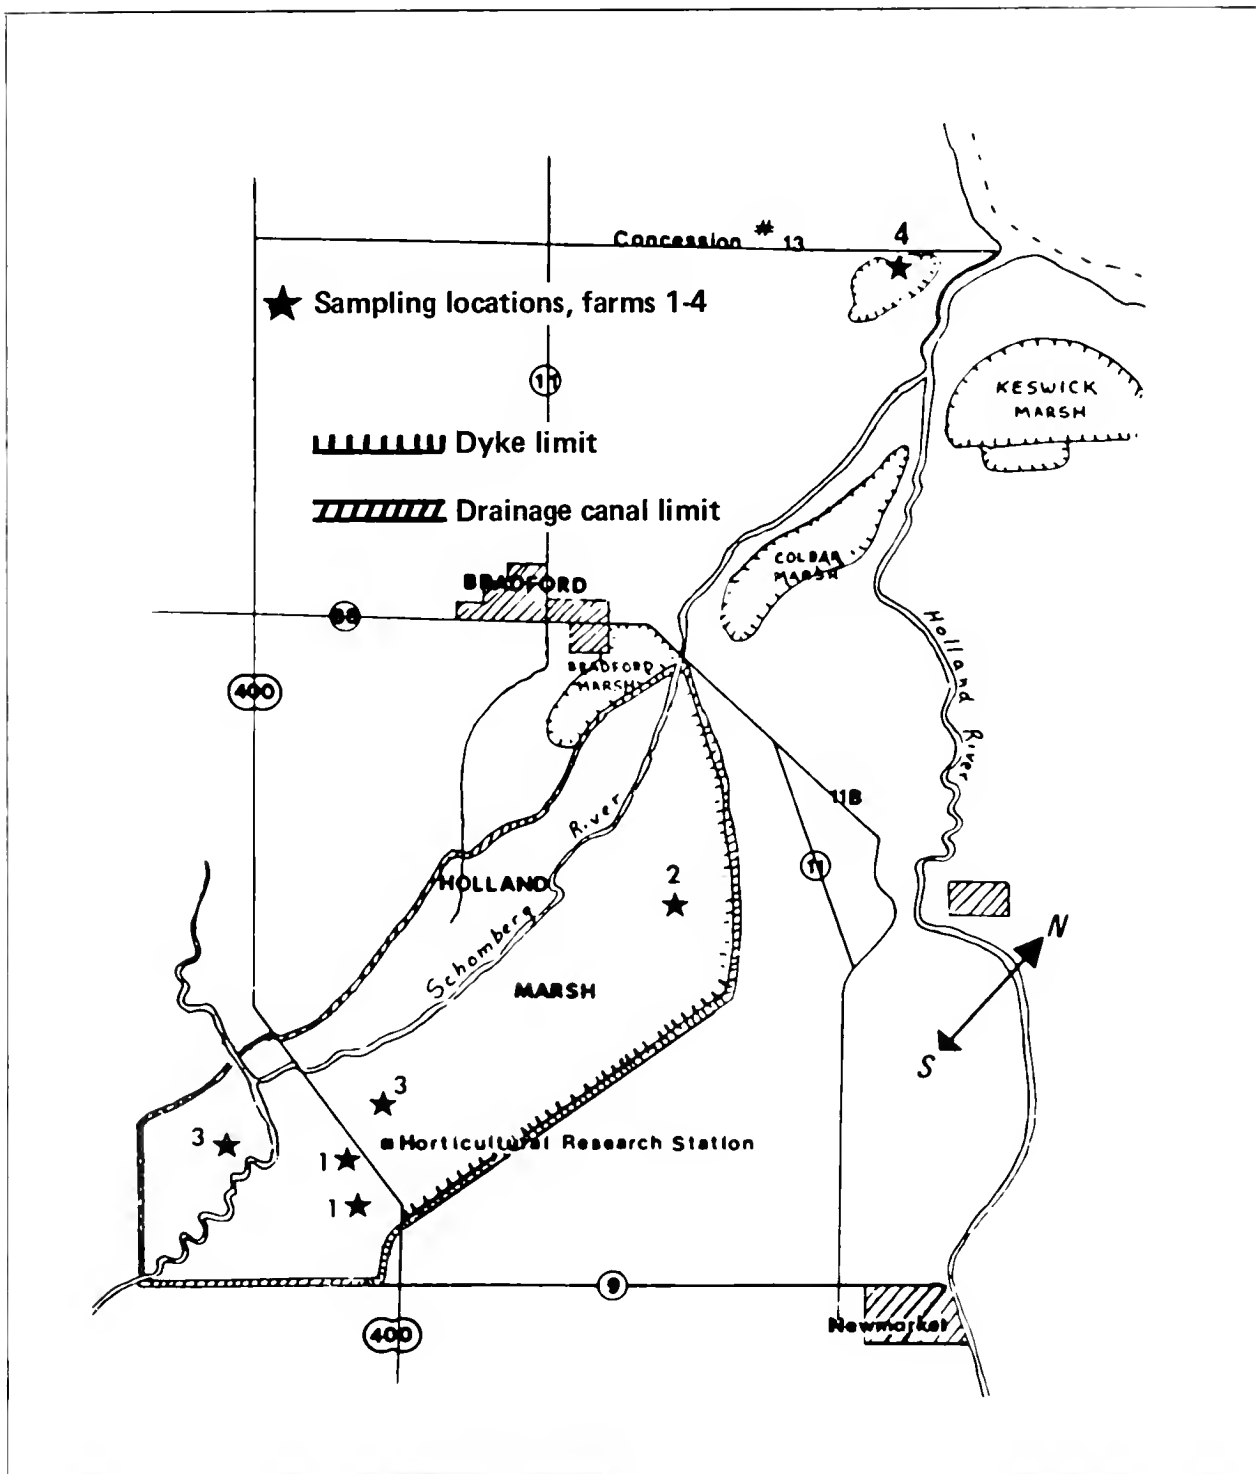 Concession # 13
4
Sampling locations, farms 1-4
11
KESWICK
MARSH
Dyke limit
Drainage canal limit
COLBAR
MARSH
BRADFORD
88
Holland River
BRADFORD
MARSH
400
11B
River
11
2
HOLLAND
Schomberg
N
MARSH
S
3
3
Horticultural Research Station
1
1
9
400
Newmarket